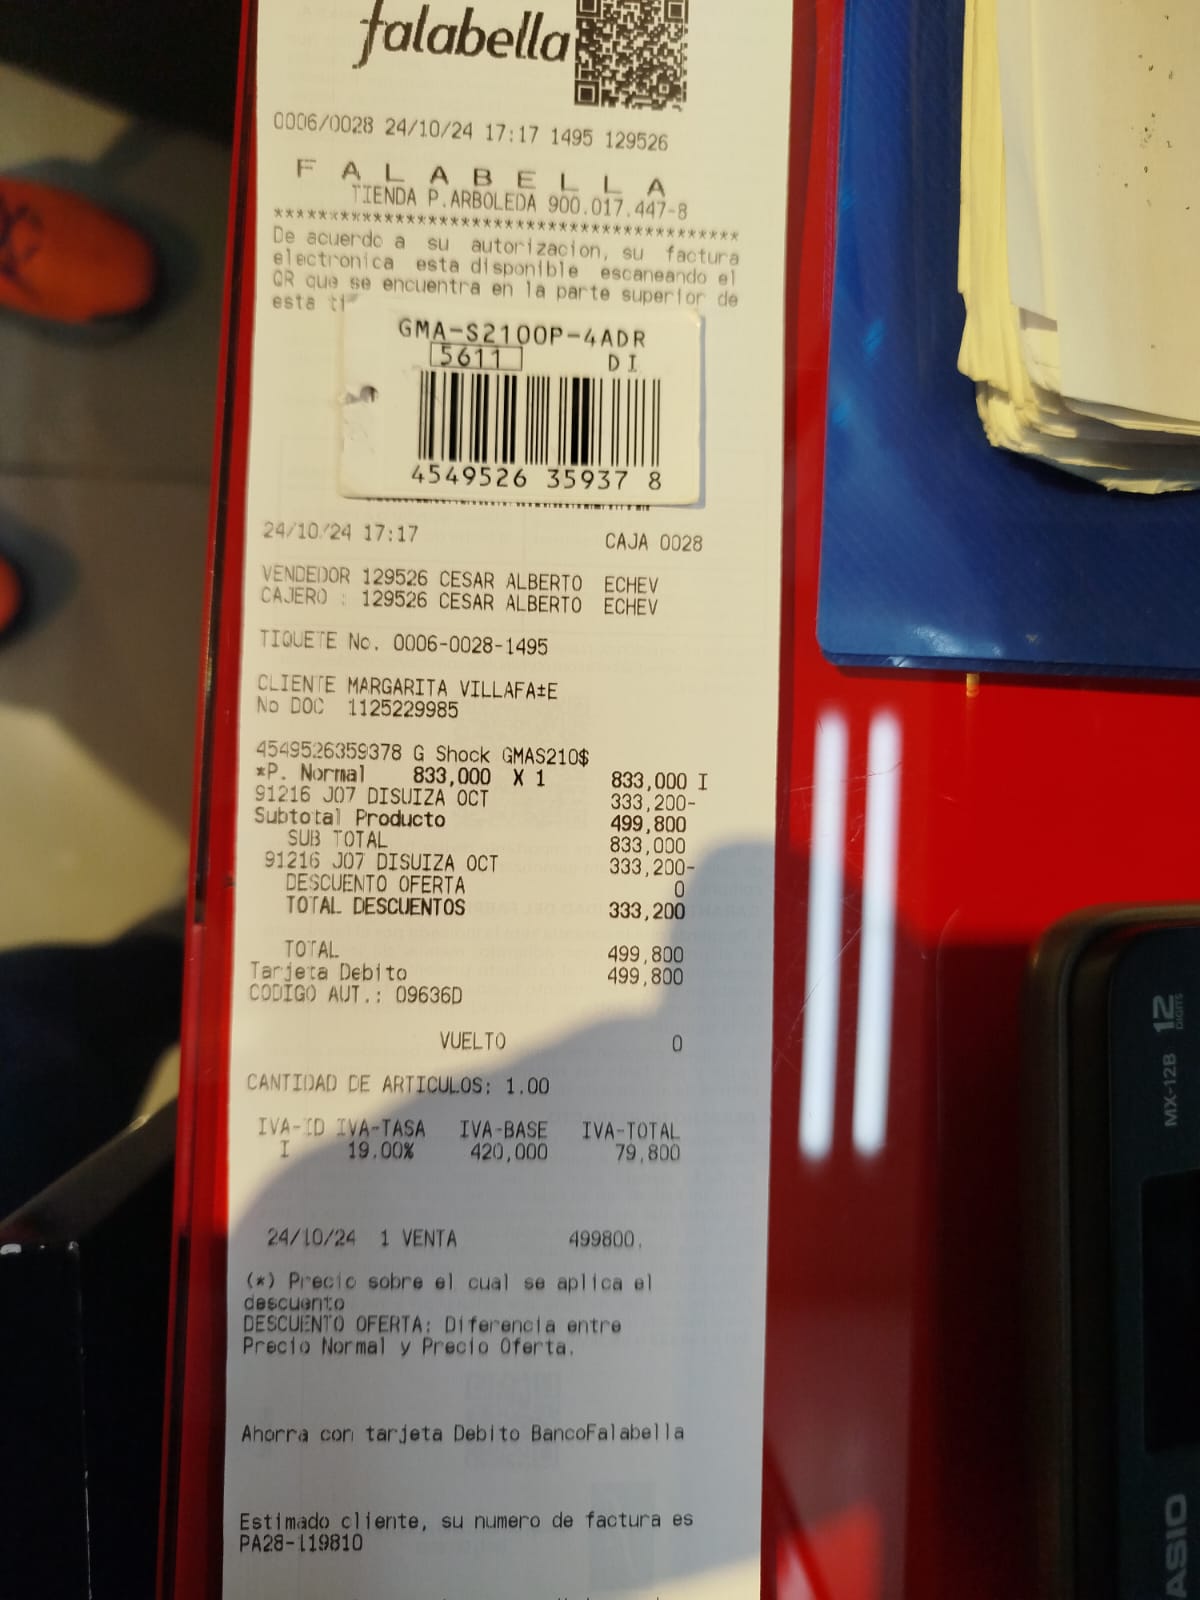 falabella
0006/0028 24/10/24 17:17 1495 129526
F A L A B E L L A
TIENDA P.ARBOLEDA 900.017.447-8
******************************************
De acuerdo a su autorizacion, su factura
electronica esta disponible escaneando el
QR que se encuentra en la parte superior de
esta
GMA-S2100P-4ADR
5611 DI
4549526 35937 8
24/10/24 17:17 CAJA 0028
VENDEDOR 129526 CESAR ALBERTO ECHEV
CAJERO : 129526 CESAR ALBERTO ECHEV
TIQUETE No. 0006-0028-1495
CLIENTE MARGARITA VILLAFA±E
No DOC 1125229985
4549526359378 G Shock GMAS210$
*P. Normal 833,000 X 1 833,000 I
91216 J07 DISUIZA OCT 333,200-
Subtotal Producto 499,800
SUB TOTAL 833,000
91216 J07 DISUIZA OCT 333,200-
DESCUENTO OFERTA 0
TOTAL DESCUENTOS 333,200
TOTAL 499,800
Tarjeta Debito 499,800
CODIGO AUT.: 09636D
VUELTO 0
CANTIDAD DE ARTICULOS: 1.00
IVA-ID IVA-TASA IVA-BASE IVA-TOTAL
I 19.00% 420,000 79,800
24/10/24 1 VENTA 499800.
(*) Precio sobre el cual se aplica el
descuento
DESCUENTO OFERTA: Diferencia entre
Precio Normal y Precio Oferta.
Ahorra con tarjeta Debito BancoFalabella
Estimado cliente, su numero de factura es
PA28-119810
12 DIGITS
MX-12B
ASIO